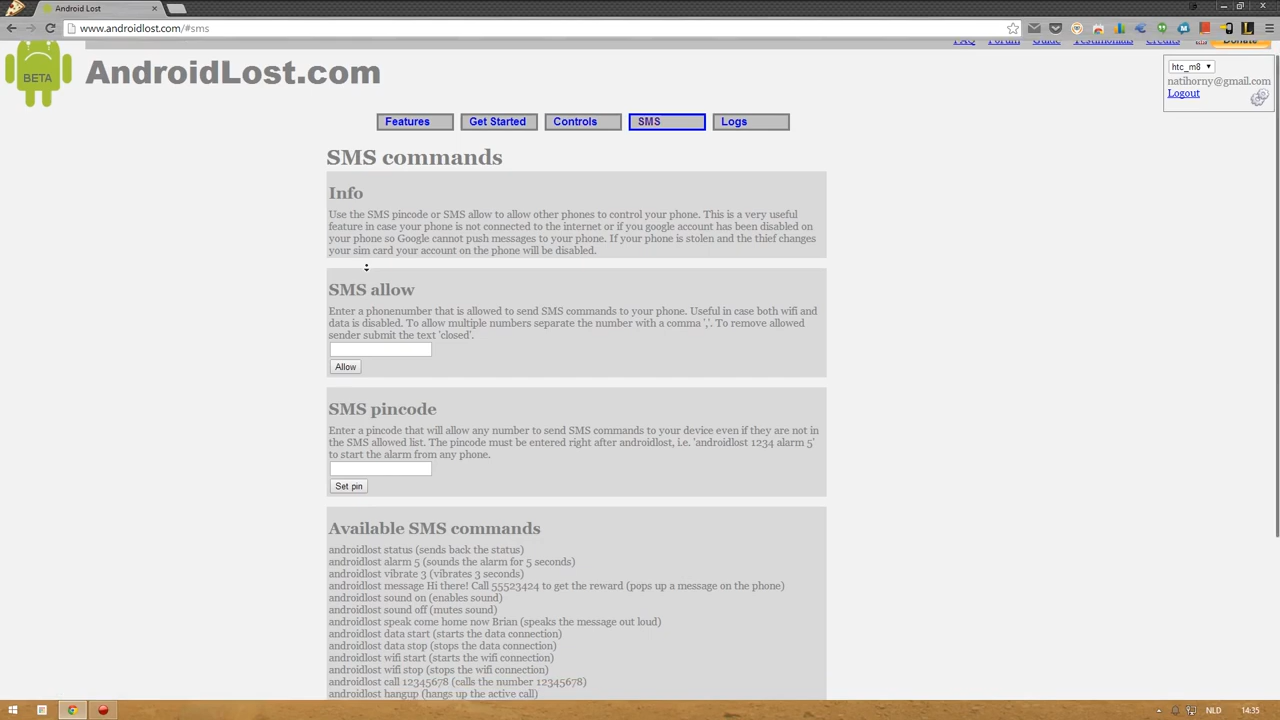 Android Lost
www.androidlost.com/#sms
FAQ Forum Guide Testimonials Credits Donate
BETA
AndroidLost.com
htc_m8
natihorny@gmail.com
Logout
Features Get Started Controls SMS Logs
SMS commands
Info
Use the SMS pincode or SMS allow to allow other phones to control your phone. This is a very useful
feature in case your phone is not connected to the internet or if you google account has been disabled on
your phone so Google cannot push messages to your phone. If your phone is stolen and the thief changes
your sim card your account on the phone will be disabled.
SMS allow
Enter a phonenumber that is allowed to send SMS commands to your phone. Useful in case both wifi and
data is disabled. To allow multiple numbers separate the number with a comma ','. To remove allowed
sender submit the text 'closed'.
Allow
SMS pincode
Enter a pincode that will allow any number to send SMS commands to your device even if they are not in
the SMS allowed list. The pincode must be entered right after androidlost, i.e. 'androidlost 1234 alarm 5'
to start the alarm from any phone.
Set pin
Available SMS commands
androidlost status (sends back the status)
androidlost alarm 5 (sounds the alarm for 5 seconds)
androidlost vibrate 3 (vibrates 3 seconds)
androidlost message Hi there! Call 55523424 to get the reward (pops up a message on the phone)
androidlost sound on (enables sound)
androidlost sound off (mutes sound)
androidlost speak come home now Brian (speaks the message out loud)
androidlost data start (starts the data connection)
androidlost data stop (stops the data connection)
androidlost wifi start (starts the wifi connection)
androidlost wifi stop (stops the wifi connection)
androidlost call 12345678 (calls the number 12345678)
androidlost hangup (hangs up the active call)
NLD 14:35